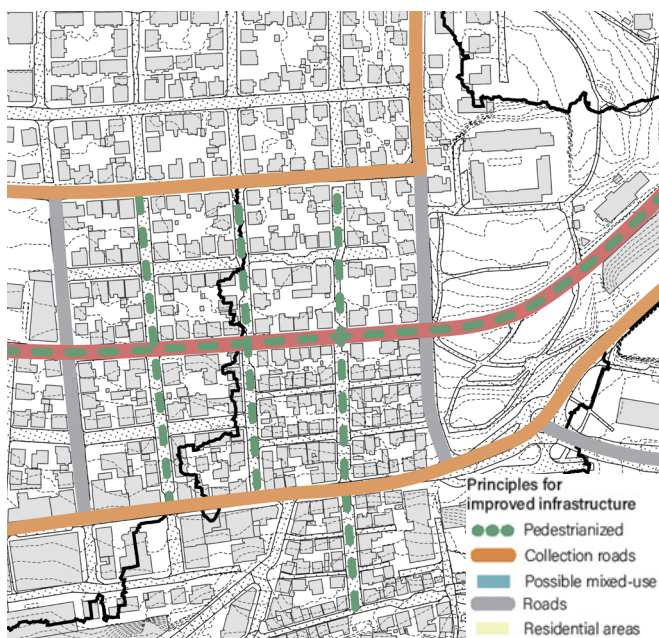 Principles for
improved infrastructure
Pedestrianized
Collection roads
Possible mixed-use
Roads
Residential areas